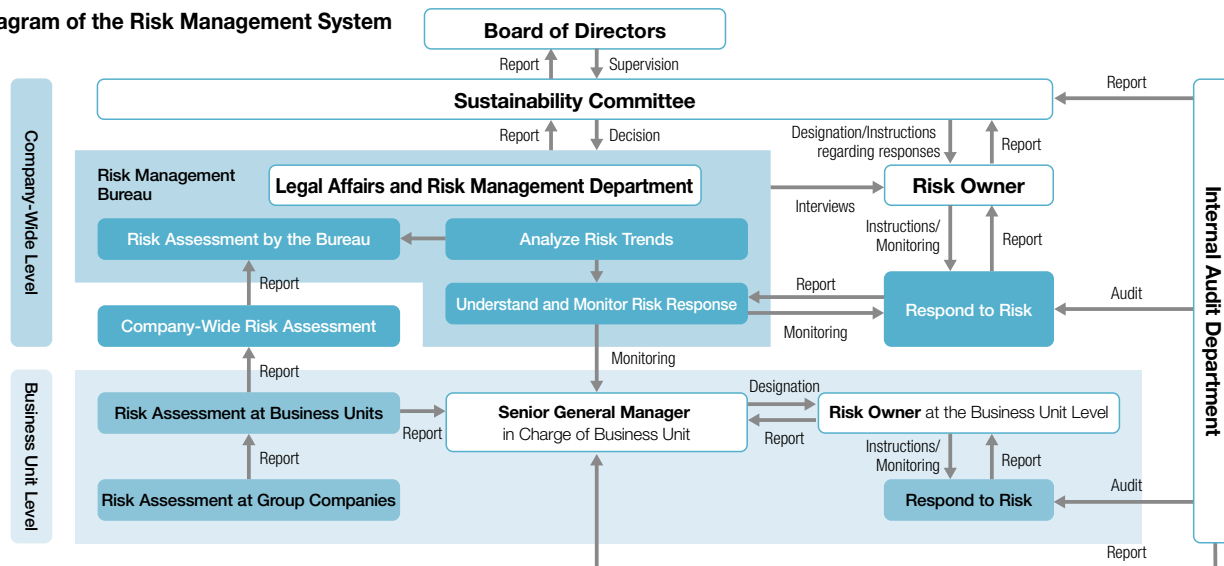 agram of the Risk Management System
Board of Directors
Report
Supervision
Sustainability Committee
Report
Report
Decision
Designation/Instructions
regarding responses
Report
Company-Wide Level
Risk Management
Bureau
Legal Affairs and Risk Management Department
Interviews
Risk Owner
Risk Assessment by the Bureau
Analyze Risk Trends
Instructions/
Monitoring
Report
Report
Understand and Monitor Risk Response
Report
Monitoring
Respond to Risk
Audit
Company-Wide Risk Assessment
Internal Audit Department
Report
Monitoring
Business Unit Level
Risk Assessment at Business Units
Report
Senior General Manager
in Charge of Business Unit
Designation
Report
Risk Owner at the Business Unit Level
Report
Instructions/
Monitoring
Report
Risk Assessment at Group Companies
Respond to Risk
Audit
Report